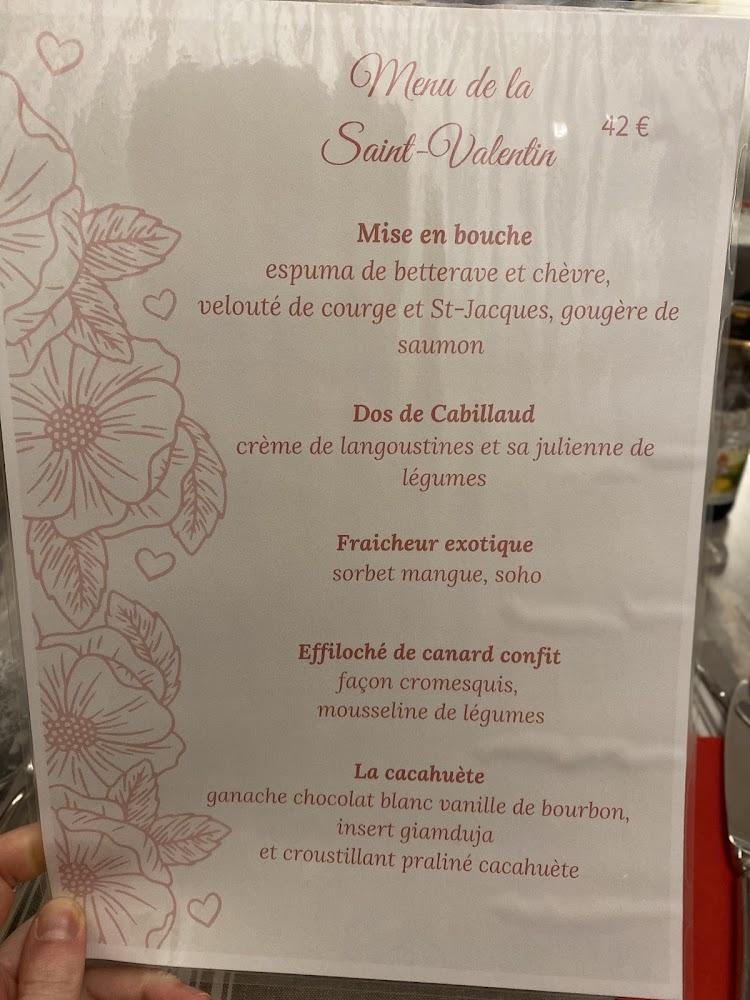 Menu de la
Saint-Valentin
42 €
Mise en bouche
espuma de betterave et chèvre,
velouté de courge et St-Jacques, gougère de
saumon
Dos de Cabillaud
crème de langoustines et sa julienne de
légumes
Fraicheur exotique
sorbet mangue, soho
Effiloché de canard confit
façon cromesquis,
mousseline de légumes
La cacahuète
ganache chocolat blanc vanille de bourbon,
insert giamduja
et croustillant praliné cacahuète